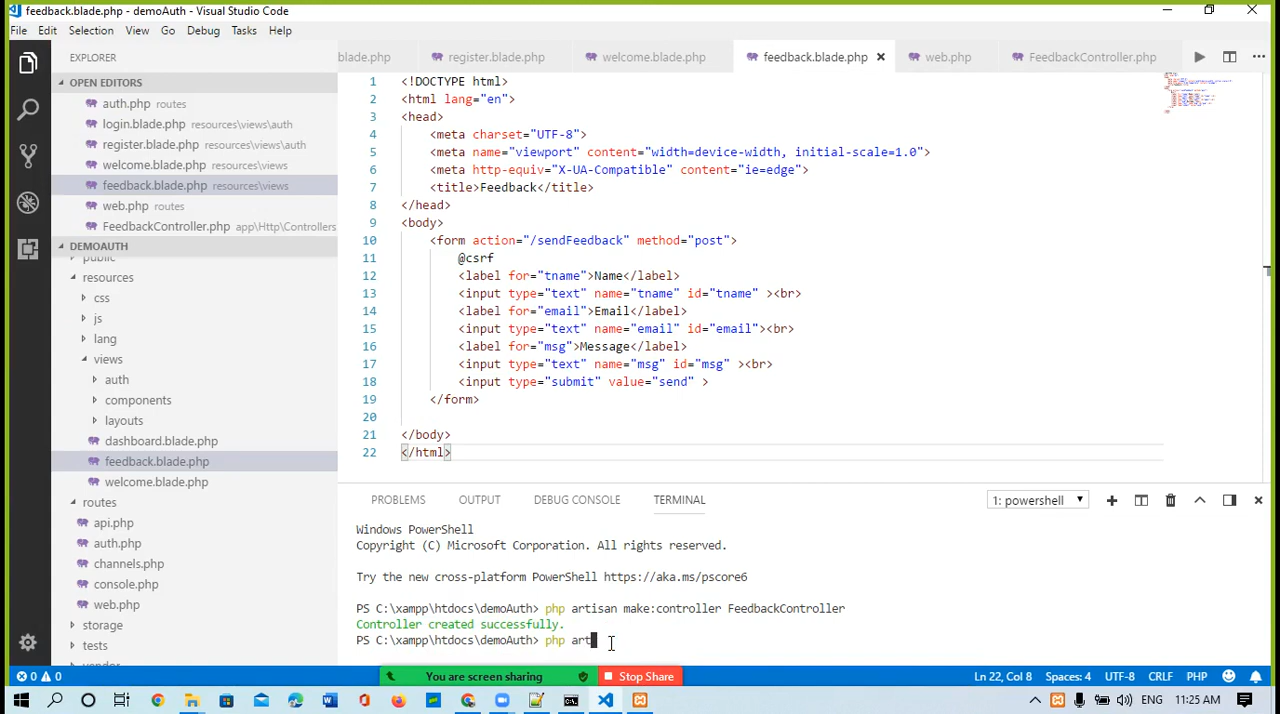 feedback.blade.php - demoAuth - Visual Studio Code
File Edit Selection View Go Debug Tasks Help
EXPLORER
blade.php register.blade.php welcome.blade.php feedback.blade.php web.php FeedbackController.php
OPEN EDITORS
auth.php routes
login.blade.php resources\views\auth
register.blade.php resources\views\auth
welcome.blade.php resources\views
feedback.blade.php resources\views
web.php routes
FeedbackController.php app\Http\Controllers
DEMOAUTH
public
resources
css
js
lang
views
auth
components
layouts
dashboard.blade.php
feedback.blade.php
welcome.blade.php
routes
api.php
auth.php
channels.php
console.php
web.php
storage
tests
vendor
1 <!DOCTYPE html>
2 <html lang="en">
3 <head>
4 <meta charset="UTF-8">
5 <meta name="viewport" content="width=device-width, initial-scale=1.0">
6 <meta http-equiv="X-UA-Compatible" content="ie=edge">
7 <title>Feedback</title>
8 </head>
9 <body>
10 <form action="/sendFeedback" method="post">
11 @csrf
12 <label for="tname">Name</label>
13 <input type="text" name="tname" id="tname" ><br>
14 <label for="email">Email</label>
15 <input type="text" name="email" id="email"><br>
16 <label for="msg">Message</label>
17 <input type="text" name="msg" id="msg" ><br>
18 <input type="submit" value="send" >
19 </form>
20
21 </body>
22 </html>
PROBLEMS OUTPUT DEBUG CONSOLE TERMINAL 1: powershell
Windows PowerShell
Copyright (C) Microsoft Corporation. All rights reserved.
Try the new cross-platform PowerShell https://aka.ms/pscore6
PS C:\xampp\htdocs\demoAuth> php artisan make:controller FeedbackController
Controller created successfully.
PS C:\xampp\htdocs\demoAuth> php art
0 0 You are screen sharing Stop Share Ln 22, Col 8 Spaces: 4 UTF-8 CRLF PHP
ENG 11:25 AM